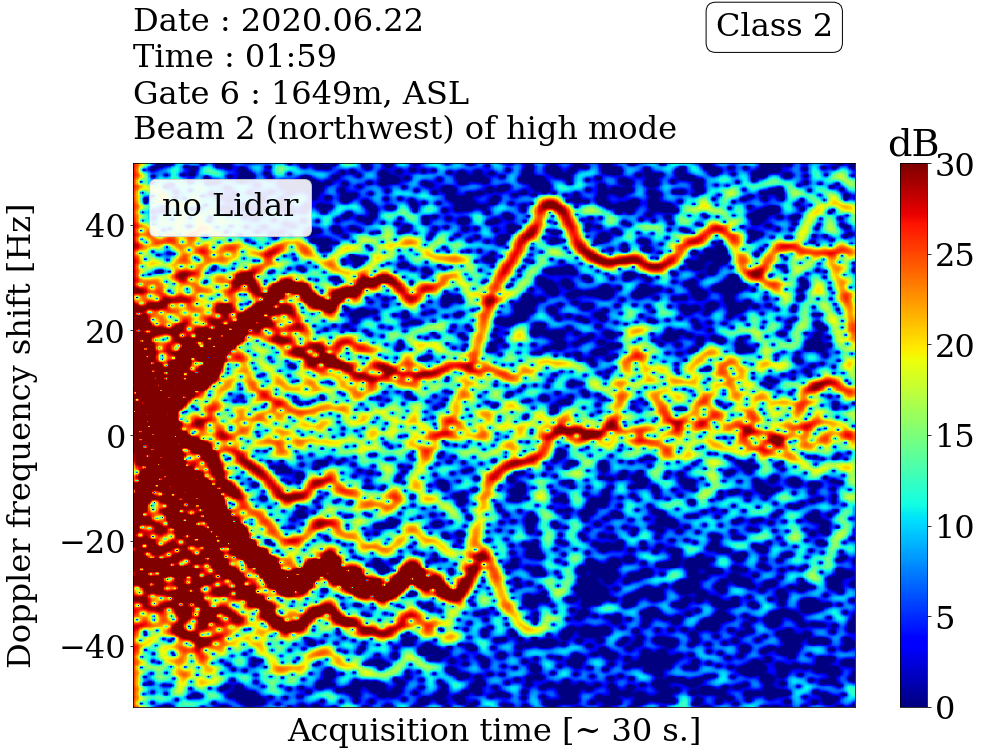 Date : 2020.06.22
Time : 01:59
Gate 6 : 1649m, ASL
Beam 2 (northwest) of high mode
Class 2
dB
no Lidar
Doppler frequency shift [Hz]
40
20
0
−20
−40
30
25
20
15
10
5
0
Acquisition time [~ 30 s.]